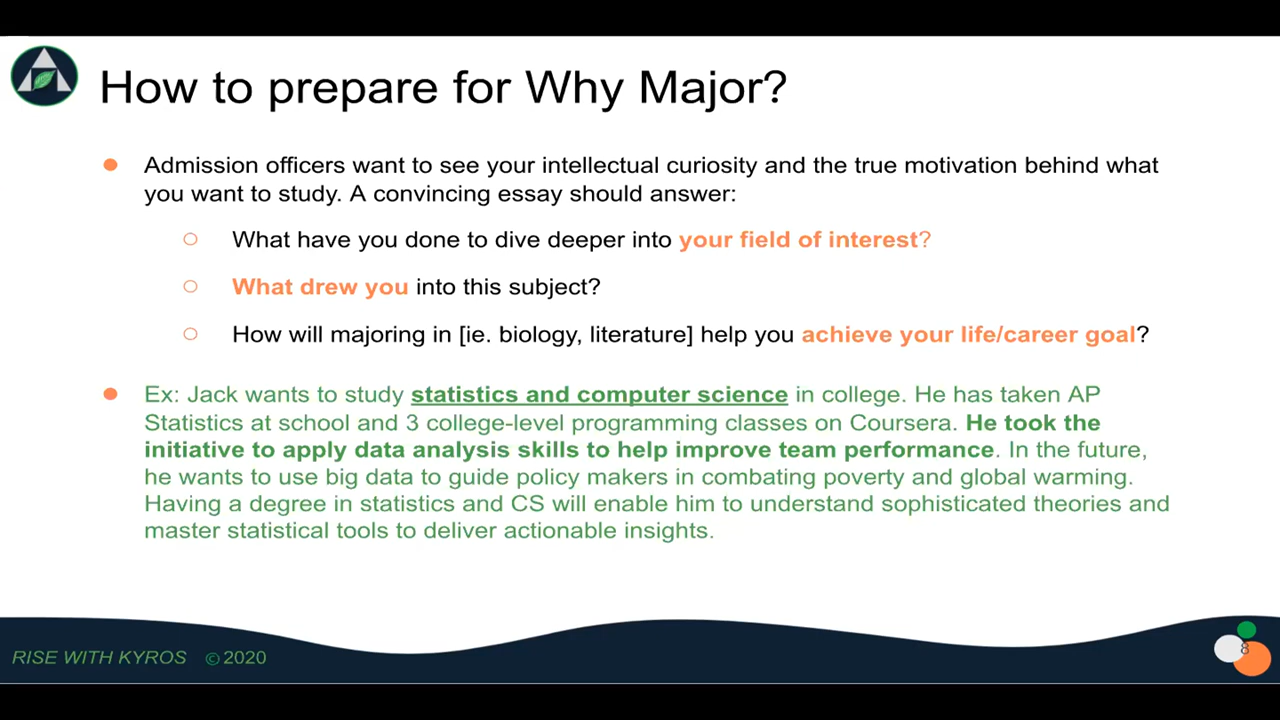 How to prepare for Why Major?
Admission officers want to see your intellectual curiosity and the true motivation behind what
you want to study. A convincing essay should answer:
What have you done to dive deeper into your field of interest?
What drew you into this subject?
How will majoring in [ie. biology, literature] help you achieve your life/career goal?
Ex: Jack wants to study statistics and computer science in college. He has taken AP
Statistics at school and 3 college-level programming classes on Coursera. He took the
initiative to apply data analysis skills to help improve team performance. In the future,
he wants to use big data to guide policy makers in combating poverty and global warming.
Having a degree in statistics and CS will enable him to understand sophisticated theories and
master statistical tools to deliver actionable insights.
RISE WITH KYROS © 2020
8